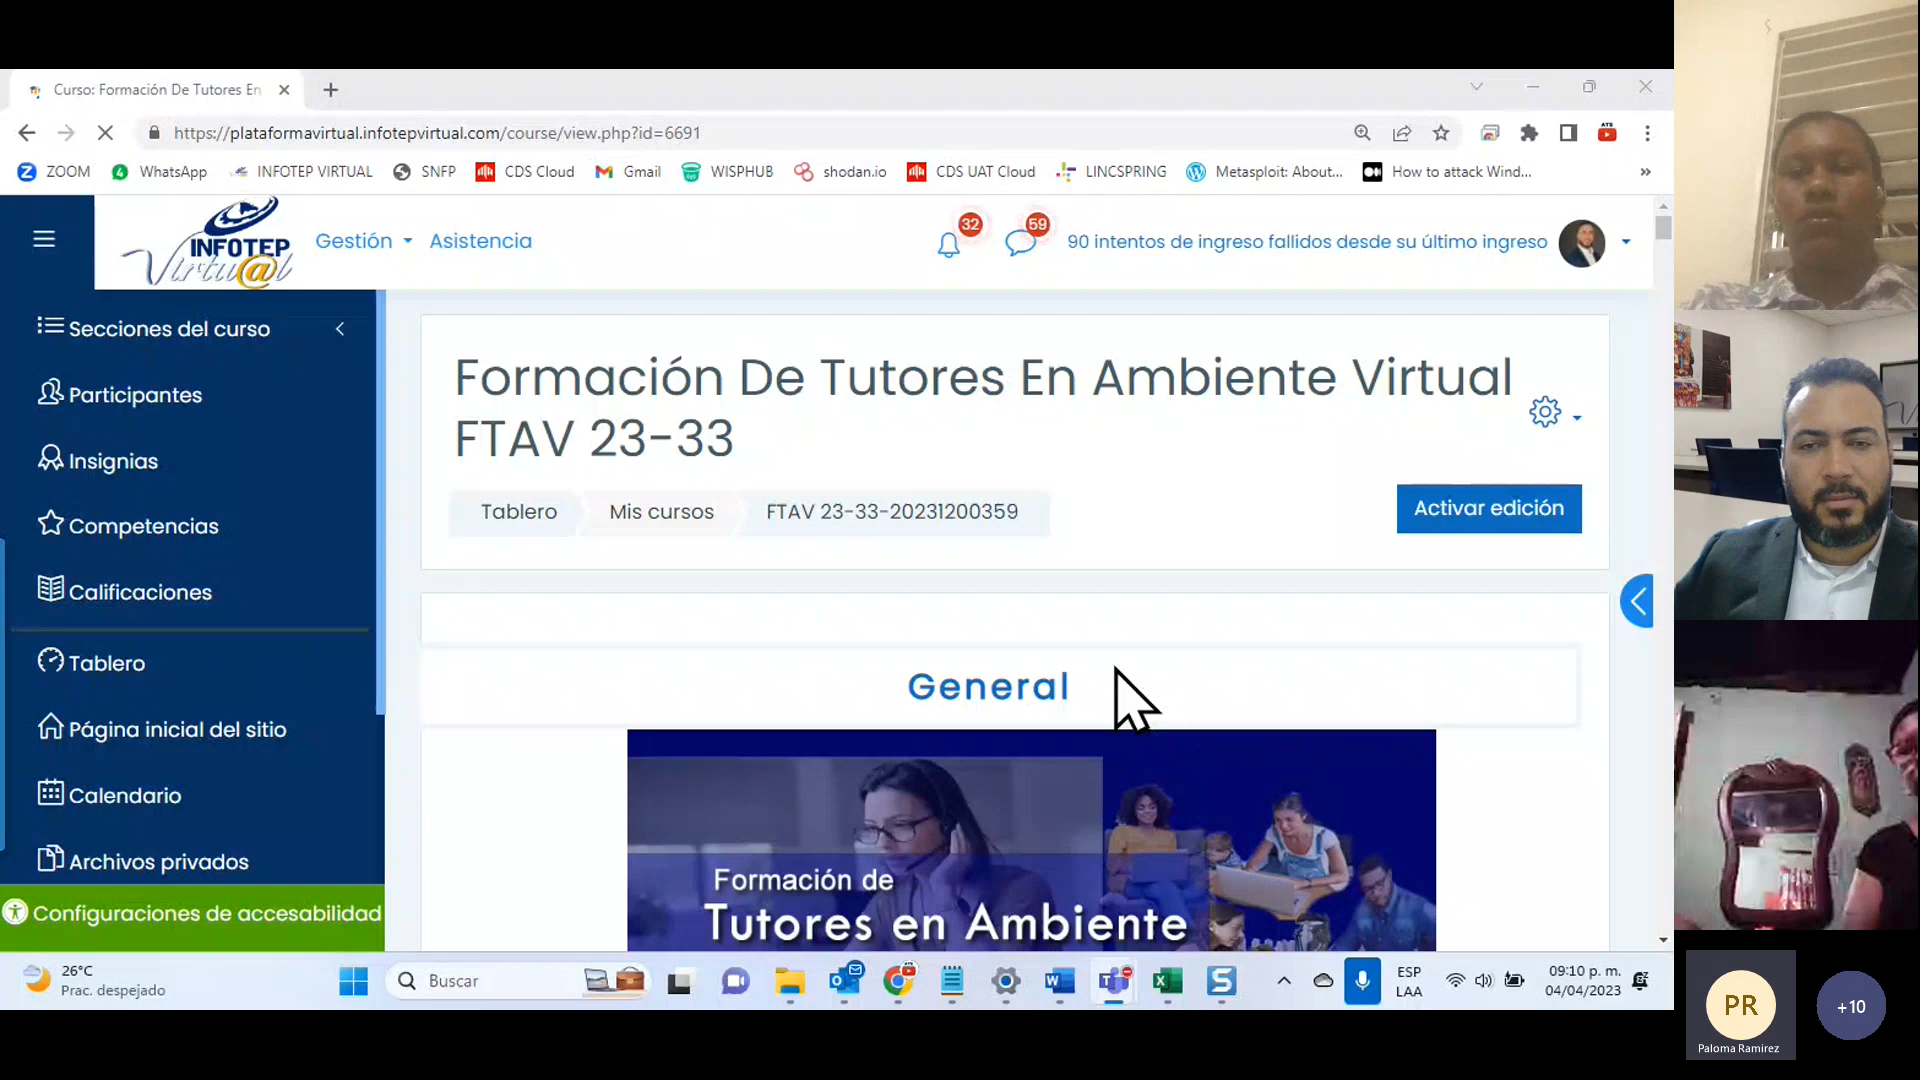 Curso: Formación De Tutores En
https://plataformavirtual.infotepvirtual.com/course/view.php?id=6691
ZOOM
WhatsApp
INFOTEP VIRTUAL
SNFP
CDS Cloud
Gmail
WISPHUB
shodan.io
CDS UAT Cloud
LINCSPRING
Metasploit: About...
How to attack Wind...
»
INFOTEP
Virtu@l
Gestión
Asistencia
32
59
90 intentos de ingreso fallidos desde su último ingreso
Secciones del curso
Participantes
Insignias
Competencias
Calificaciones
Tablero
Página inicial del sitio
Calendario
Archivos privados
Configuraciones de accesabilidad
Formación De Tutores En Ambiente Virtual
FTAV 23-33
Tablero
Mis cursos
FTAV 23-33-20231200359
Activar edición
General
Formación de
Tutores en Ambiente
26°C
Prac. despejado
Buscar
ESP
LAA
09:10 p. m.
04/04/2023
PR
Paloma Ramirez
+10